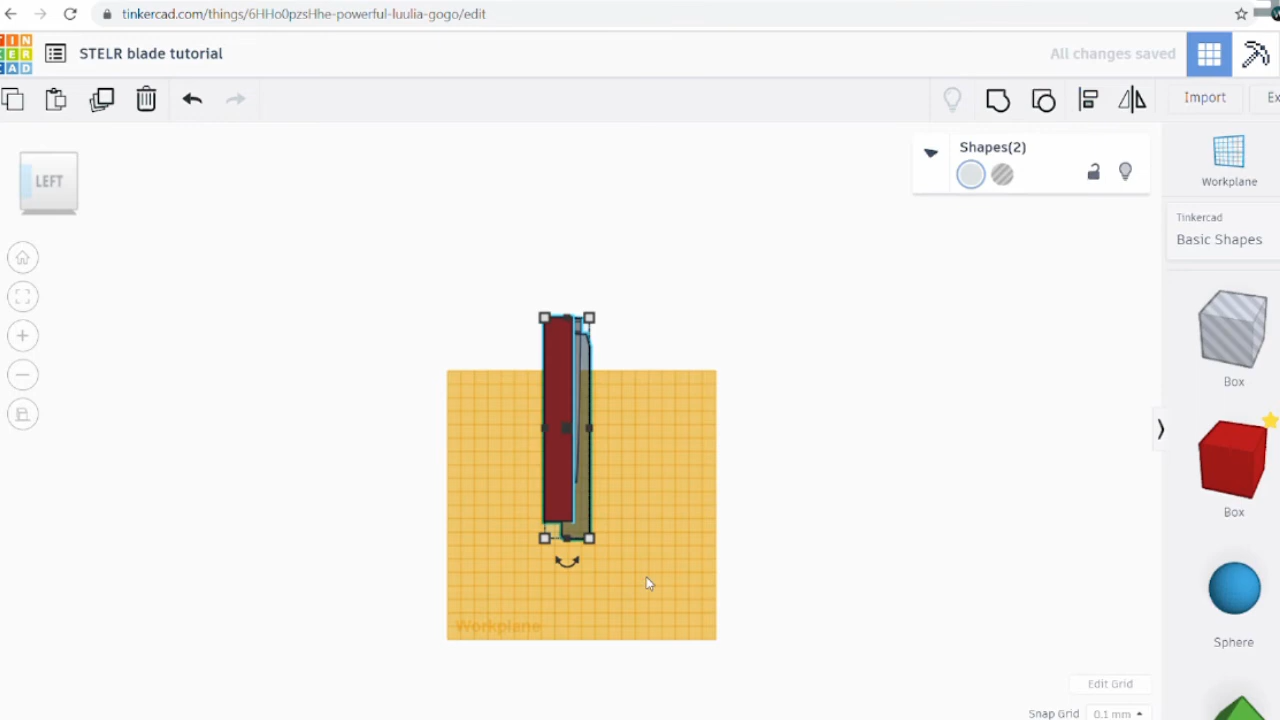 tinkercad.com/things/6HHo0pzsHhe-powerful-luulia-gogo/edit
TIN
KER
CAD
STELR blade tutorial
All changes saved
Import
Ex
LEFT
Shapes(2)
Workplane
Tinkercad
Basic Shapes
Box
Box
Sphere
Workplane
Edit Grid
Snap Grid 0.1 mm